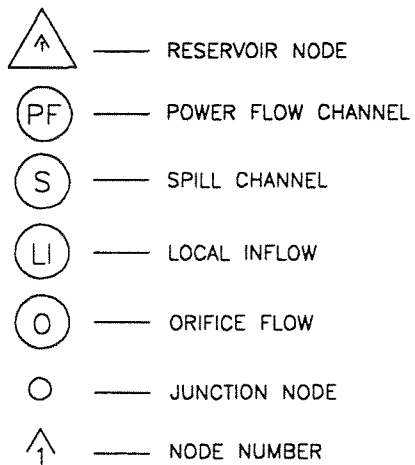 RESERVOIR NODE
PF POWER FLOW CHANNEL
S SPILL CHANNEL
LI LOCAL INFLOW
O ORIFICE FLOW
JUNCTION NODE
1 NODE NUMBER